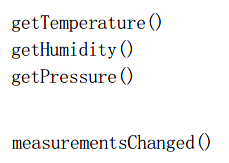 getTemperature()
getHumidity()
getPressure()
measurementsChanged()